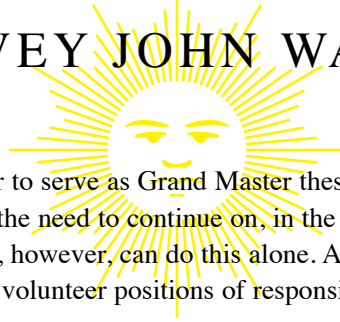 VEY JOHN WA
r to serve as Grand Master thes
the need to continue on, in the
, however, can do this alone. A
volunteer positions of responsi